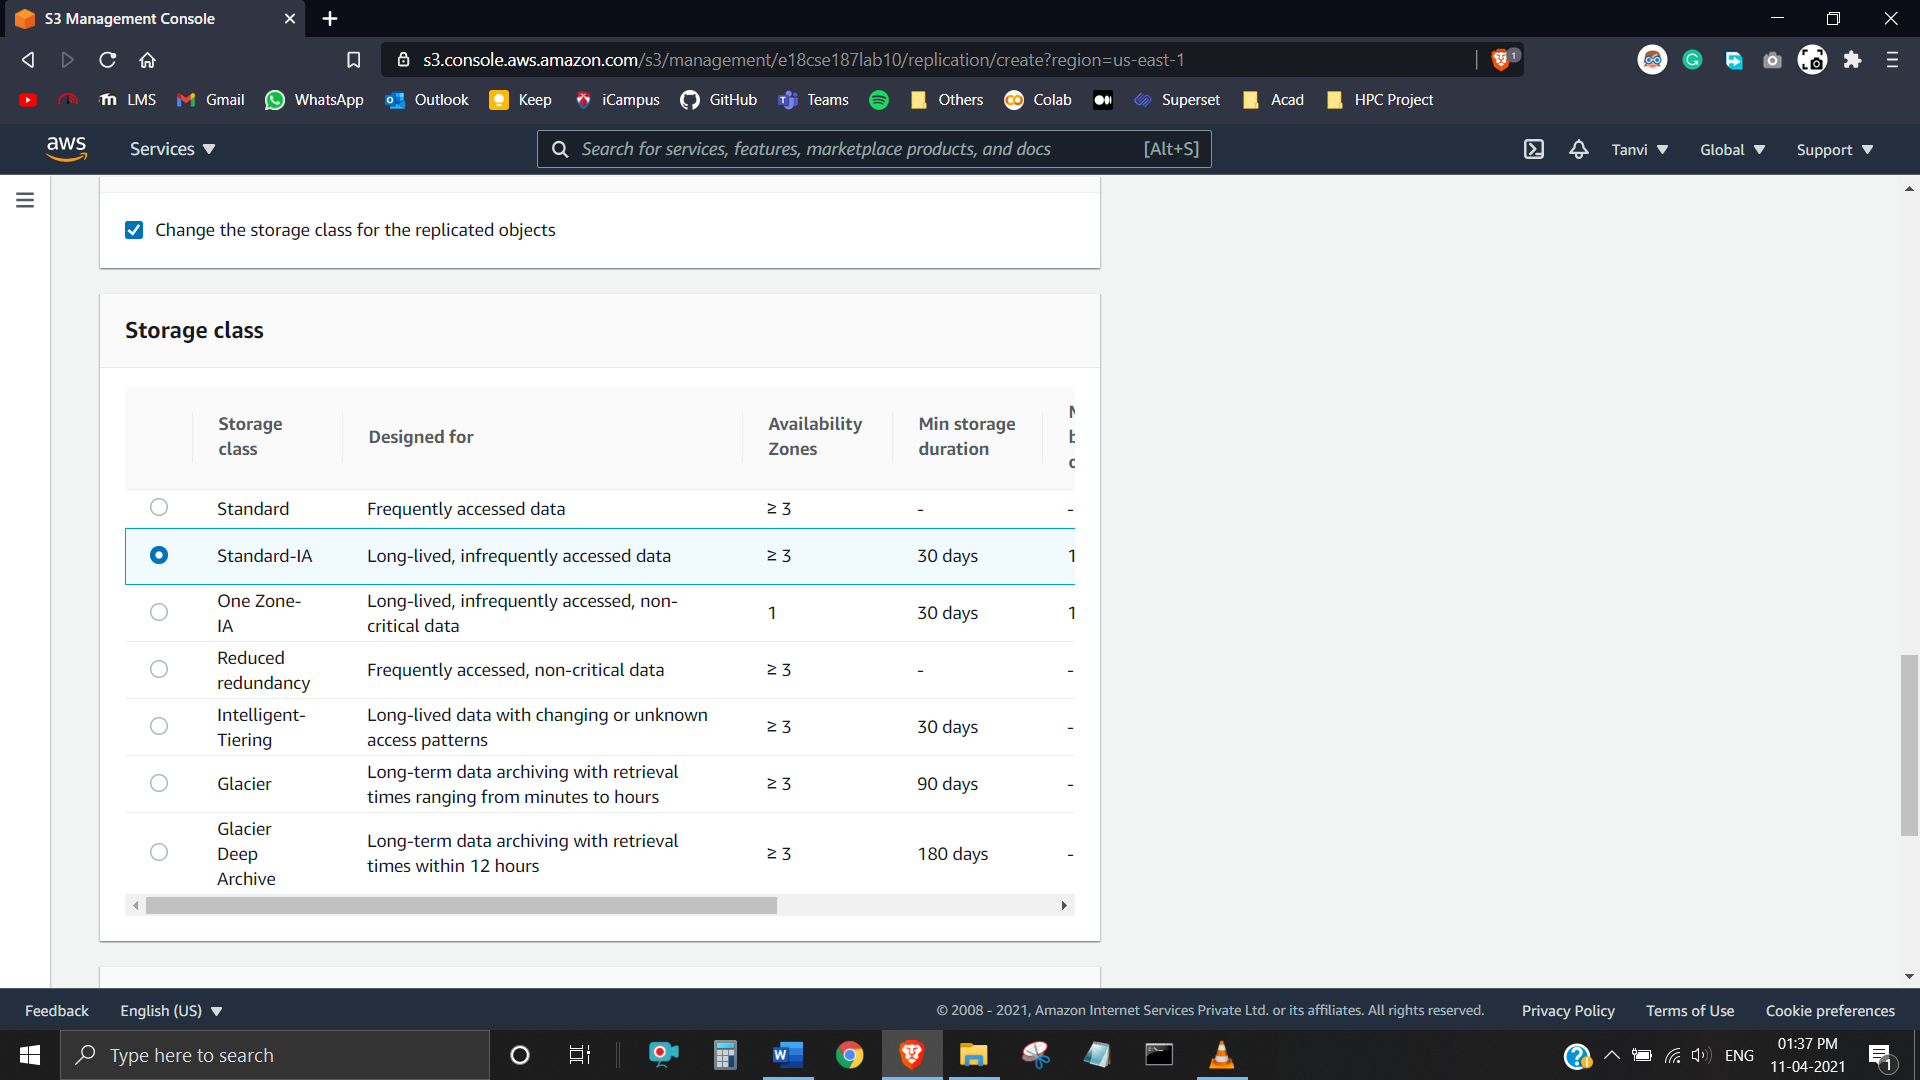 S3 Management Console
s3.console.aws.amazon.com/s3/management/e18cse187lab10/replication/create?region=us-east-1
1
LMS Gmail WhatsApp Outlook Keep iCampus GitHub Teams Others Colab Superset Acad HPC Project
aws Services Search for services, features, marketplace products, and docs [Alt+S] Tanvi Global Support
Change the storage class for the replicated objects
Storage class
Storage class Designed for Availability Zones Min storage duration
Standard Frequently accessed data ≥ 3 - -
Standard-IA Long-lived, infrequently accessed data ≥ 3 30 days 1
One Zone-IA Long-lived, infrequently accessed, non-critical data 1 30 days 1
Reduced redundancy Frequently accessed, non-critical data ≥ 3 - -
Intelligent-Tiering Long-lived data with changing or unknown access patterns ≥ 3 30 days -
Glacier Long-term data archiving with retrieval times ranging from minutes to hours ≥ 3 90 days -
Glacier Deep Archive Long-term data archiving with retrieval times within 12 hours ≥ 3 180 days -
Feedback English (US) © 2008 - 2021, Amazon Internet Services Private Ltd. or its affiliates. All rights reserved. Privacy Policy Terms of Use Cookie preferences
Type here to search
ENG
01:37 PM
11-04-2021
1